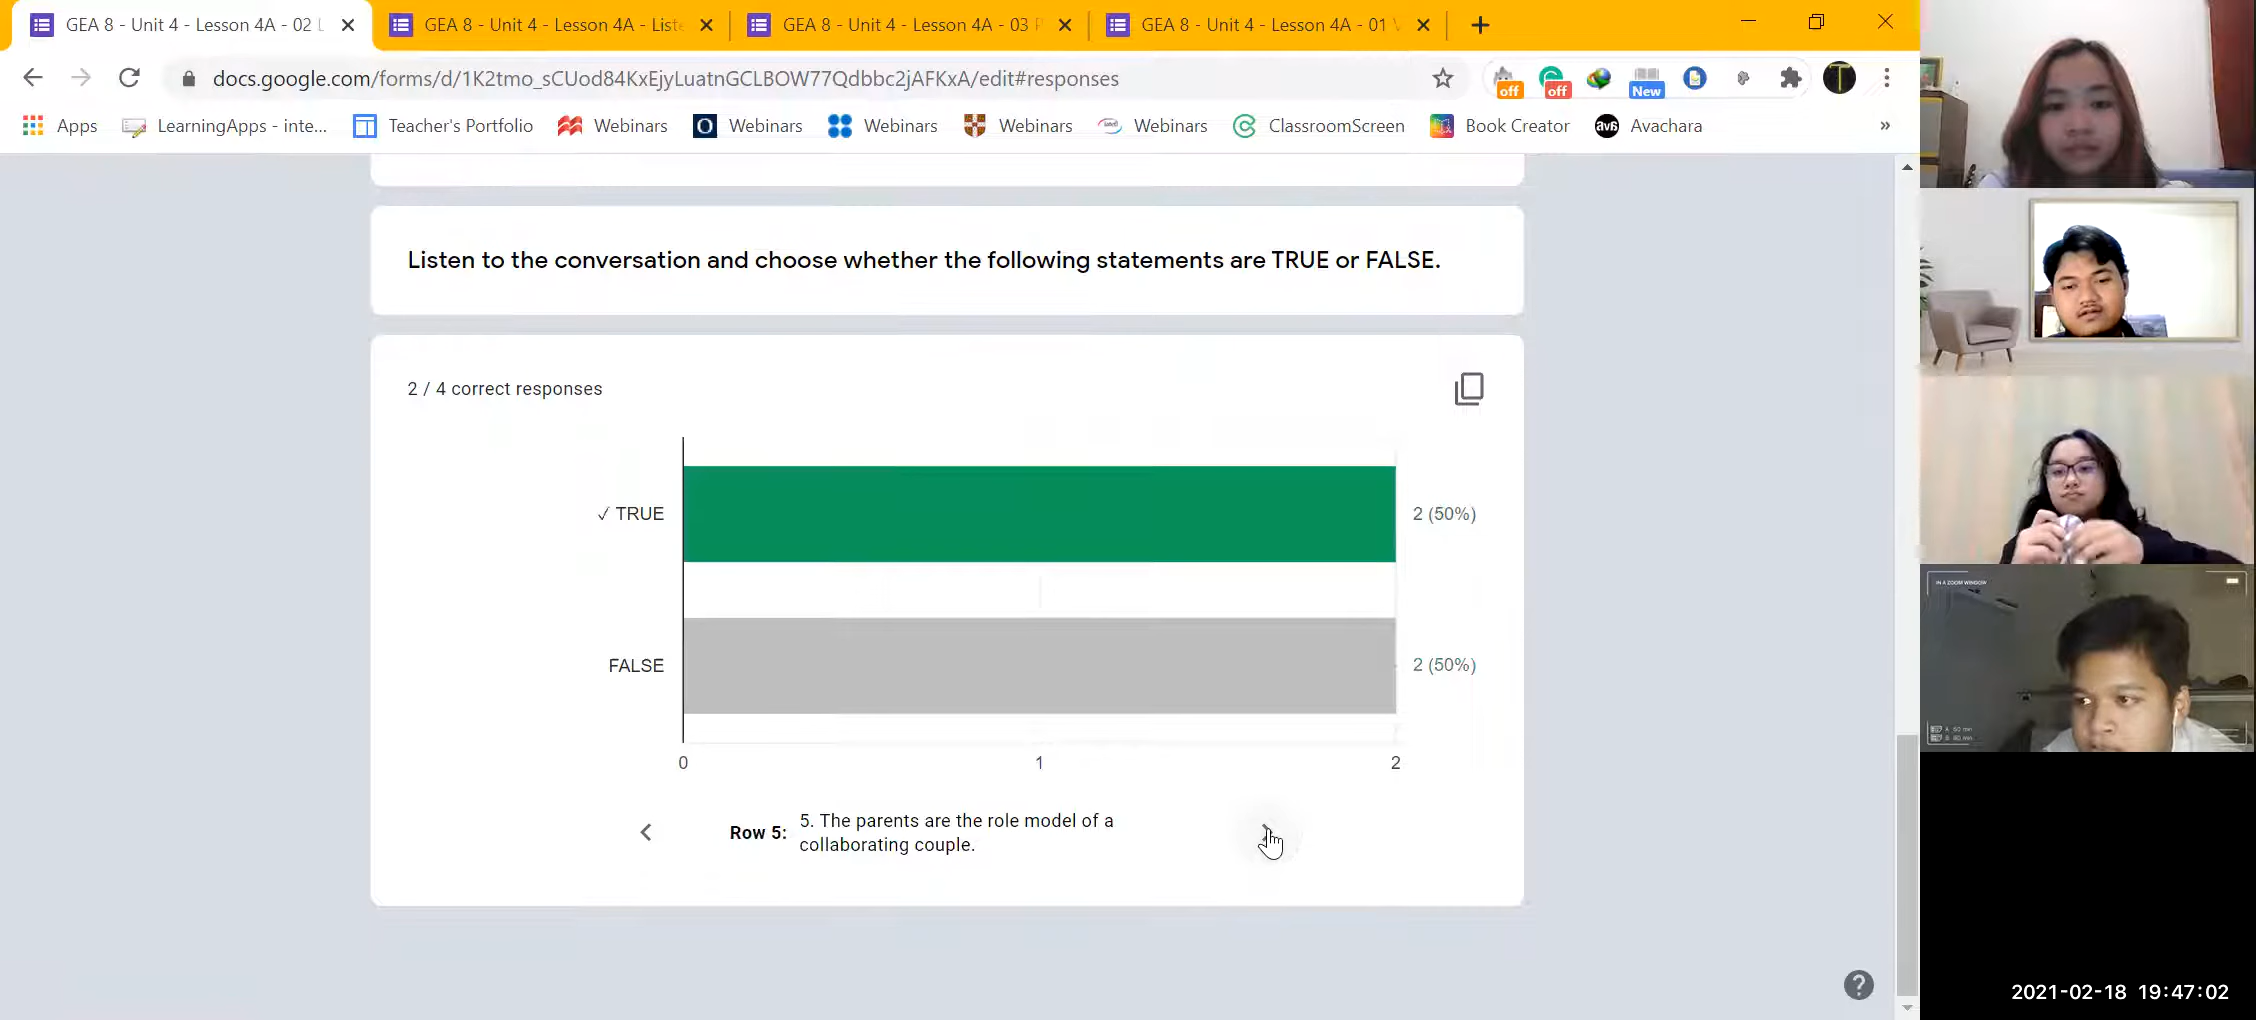 GEA 8 - Unit 4 - Lesson 4A - 02 L
GEA 8 - Unit 4 - Lesson 4A - Liste
GEA 8 - Unit 4 - Lesson 4A - 03 P
GEA 8 - Unit 4 - Lesson 4A - 01 V
docs.google.com/forms/d/1K2tmo_sCUod84KxEjyLuatnGCLBOW77Qdbbc2jAFKxA/edit#responses
off
off
New
T
Apps
LearningApps - inte...
Teacher's Portfolio
Webinars
Webinars
Webinars
Webinars
Webinars
ClassroomScreen
Book Creator
Avachara
»
Listen to the conversation and choose whether the following statements are TRUE or FALSE.
2 / 4 correct responses
✓ TRUE
2 (50%)
FALSE
2 (50%)
0
1
2
Row 5:
5. The parents are the role model of a
collaborating couple.
IN A ZOOM WINDOW
2021-02-18 19:47:02